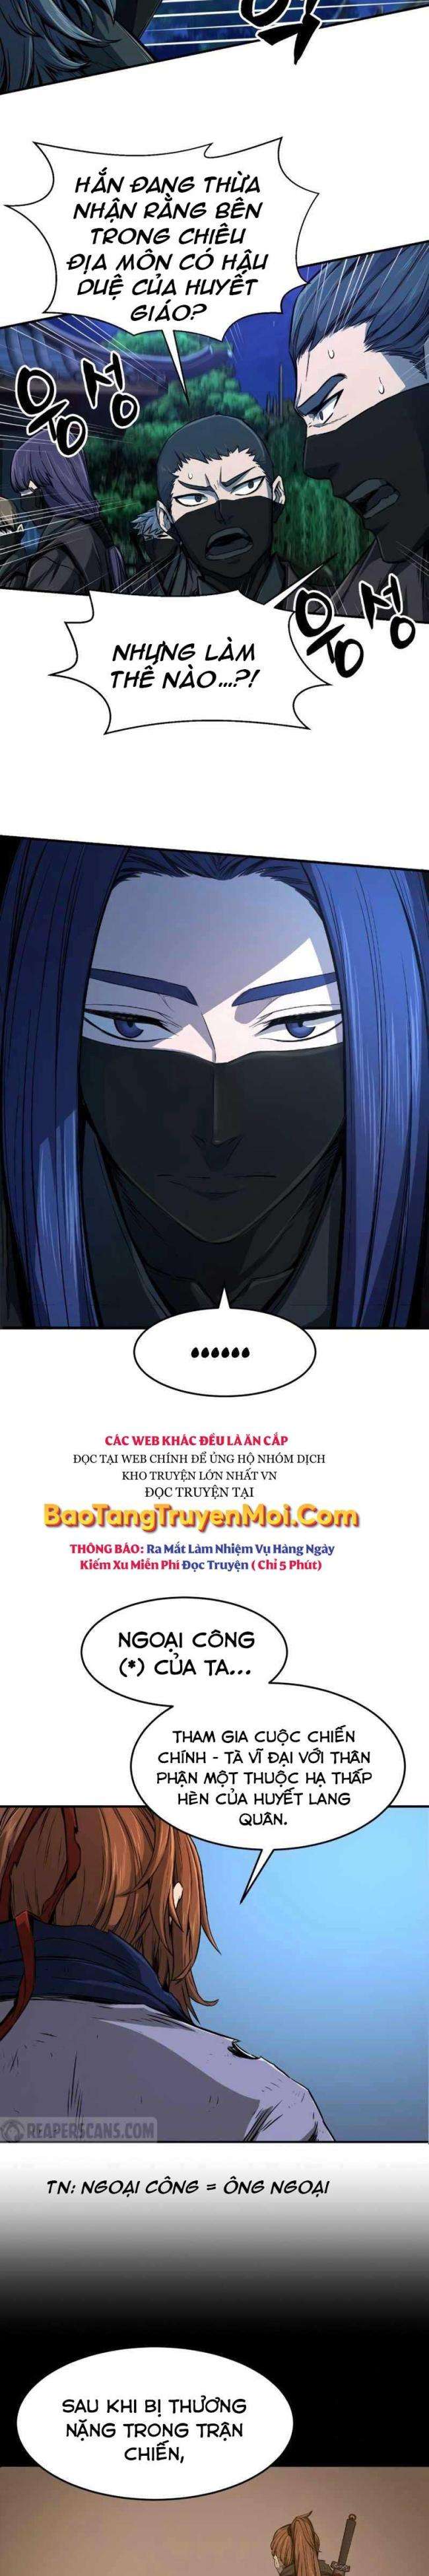 HẮN ĐANG THỪA
NHẬN RẰNG BÊN
TRONG CHIÊU
ĐỊA MÔN CÓ HẬU
DUỆ CỦA HUYẾT
GIÁO?
웅성
웅성
NHƯNG LÀM
THẾ NÀO...?!
••••••
CÁC WEB KHÁC ĐỀU LÀ ĂN CẮP
ĐỌC TẠI WEB CHÍNH ĐỂ ỦNG HỘ NHÓM DỊCH
KHO TRUYỆN LỚN NHẤT VN
ĐỌC TRUYỆN TẠI
BaoTangTruyenMoi.Com
THÔNG BÁO: Ra Mắt Làm Nhiệm Vụ Hàng Ngày
Kiếm Xu Miễn Phí Đọc Truyện ( Chỉ 5 Phút)
NGOẠI CÔNG
(*) CỦA TA...
THAM GIA CUỘC CHIẾN
CHÍNH - TÀ VĨ ĐẠI VỚI THÂN
PHẬN MỘT THUỘC HẠ THẤP
HÈN CỦA HUYẾT LANG
QUÂN.
REAPERSCANS.COM
TN: NGOẠI CÔNG = ÔNG NGOẠI
SAU KHI BỊ THƯƠNG
NẶNG TRONG TRẬN
CHIẾN,